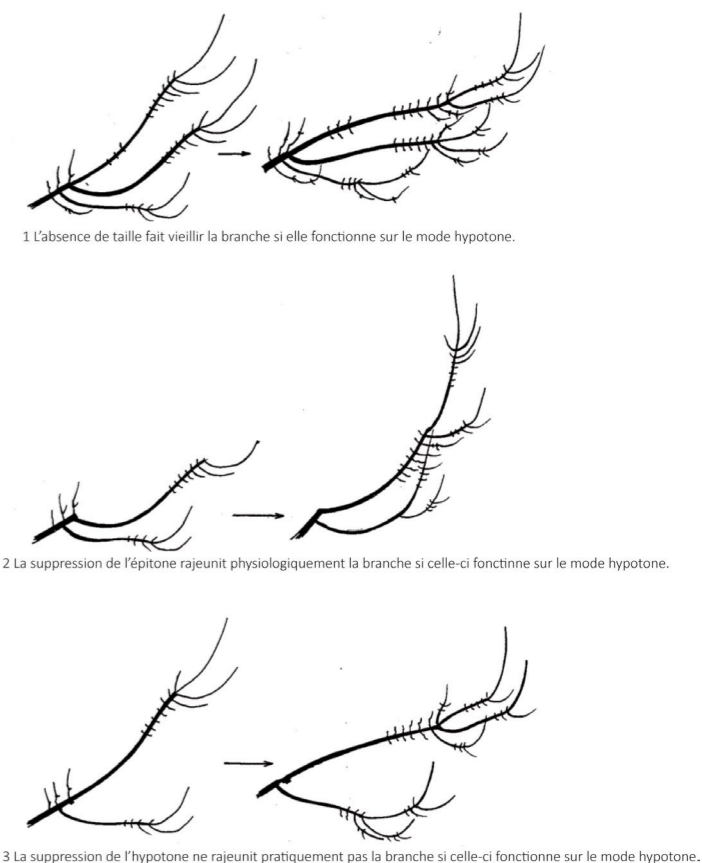 1 L'absence de taille fait vieillir la branche si elle fonctionne sur le mode hypotone.
2 La suppression de l'épitone rajeunit physiologiquement la branche si celle-ci fonctinne sur le mode hypotone.
3 La suppression de l'hypotone ne rajeunit pratiquement pas la branche si celle-ci fonctionne sur le mode hypotone.